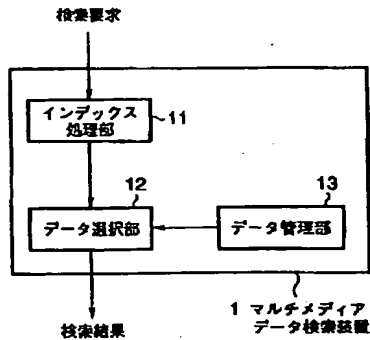 検索要求
インデックス
処理部
11
12
13
データ選択部
データ管理部
1 マルチメディア
データ検索装置
検索結果